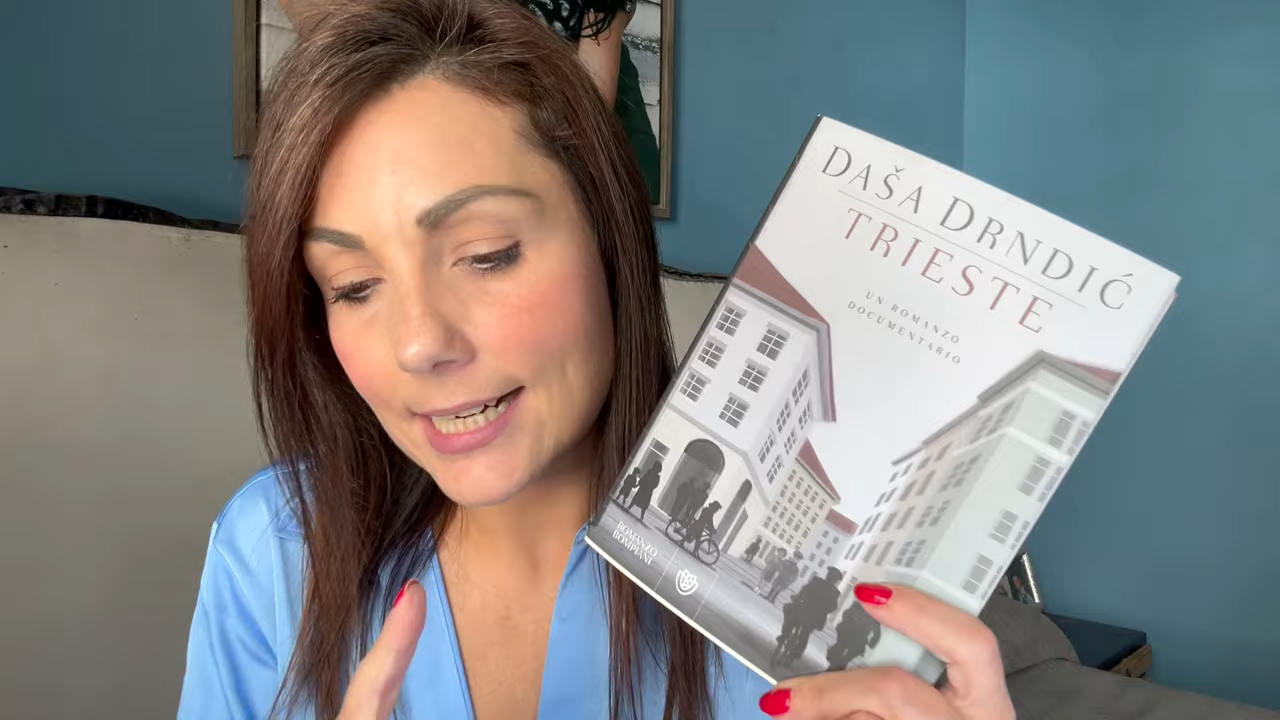 DAŠA DRNDIĆ
TRIESTE
UN ROMANZO
DOCUMENTARIO
ROMANZO
BOMPIANI